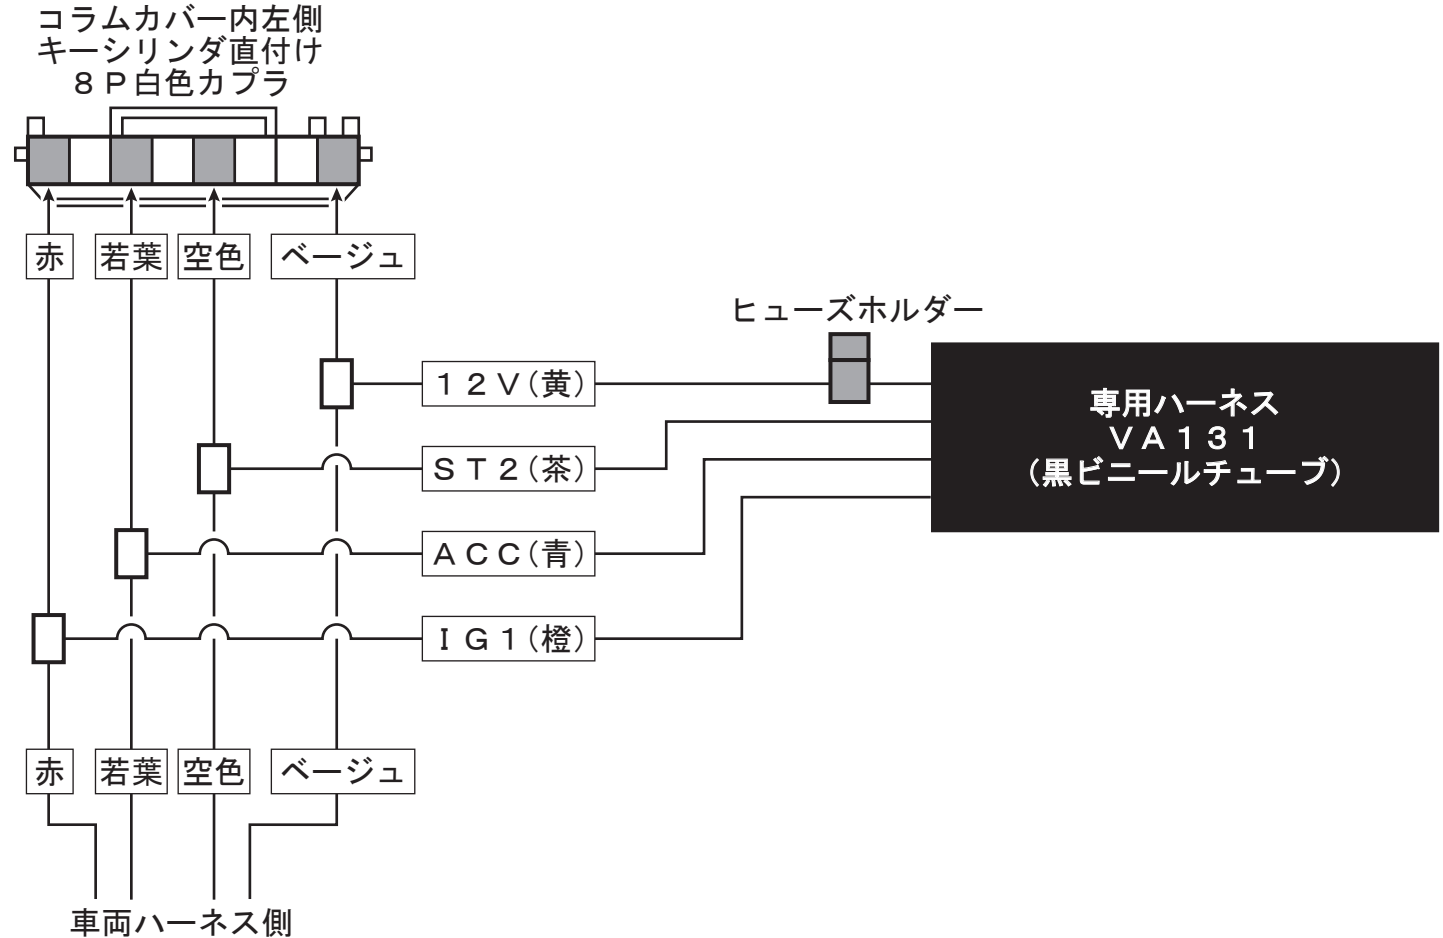 コラムカバー内左側
キーシリンダ直付け
8P白色カプラ
赤
若葉
空色
ベージュ
ヒューズホルダー
12V(黄)
ST2(茶)
ACC(青)
IG1(橙)
専用ハーネス
VA131
(黒ビニールチューブ)
赤
若葉
空色
ベージュ
車両ハーネス側